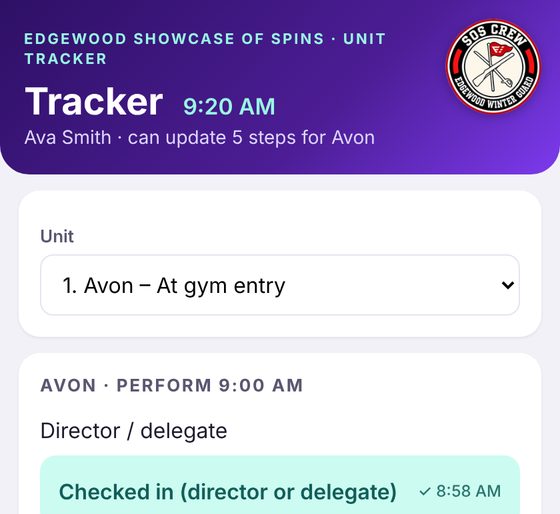 EDGEWOOD SHOWCASE OF SPINS · UNIT
TRACKER
Tracker 9:20 AM
Ava Smith · can update 5 steps for Avon
SOS CREW
EDGEWOOD WINTER GUARD
Unit
1. Avon – At gym entry
AVON · PERFORM 9:00 AM
Director / delegate
Checked in (director or delegate) ✓ 8:58 AM